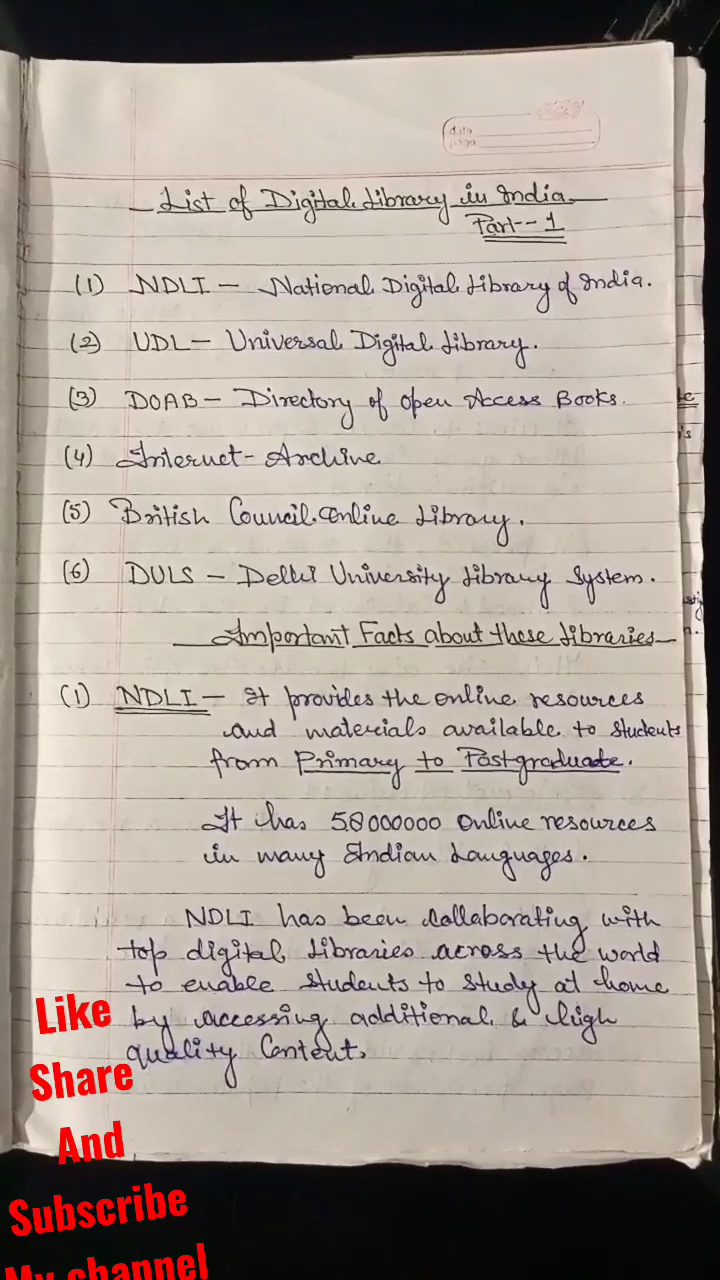 date
page
List of Digital Library in India
Part--1
(1) NDLI — National Digital Library of India.
(2) UDL — Universal Digital Library.
(3) DOAB — Directory of Open Access Books.
(4) Internet-Archive
(5) British Council Online Library.
(6) DULS — Delhi University Library System.
Important Facts about these Libraries
(1) NDLI — It provides the online resources
and materials available to students
from Primary to Postgraduate.
It has 58000000 online resources
in many Indian Languages.
NDLI has been collaborating with
top digital libraries across the world
to enable students to study at home
by accessing additional & high
quality Content.
Like
Share
And
Subscribe
My channel